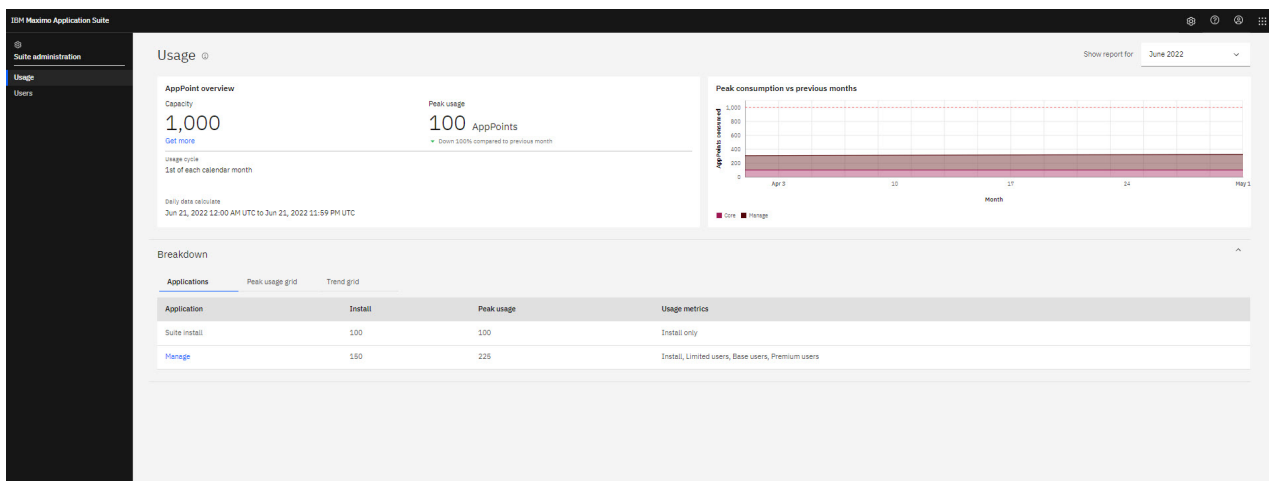 IBM Maximo Application Suite
Suite administration
Usage
Users
Usage
Show report for
June 2022
AppPoint overview
Capacity
1,000
Get more
Peak usage
100 AppPoints
Down 100% compared to previous month
Usage cycle
1st of each calendar month
Daily data calculate
Jun 21, 2022 12:00 AM UTC to Jun 21, 2022 11:59 PM UTC
Peak consumption vs previous months
AppPoints consumed
1,000
800
600
400
200
0
Apr 3 10 17 24 May 1
Month
Core Manage
Breakdown
Applications Peak usage grid Trend grid
Application Install Peak usage Usage metrics
Suite install 100 100 Install only
Manage 150 225 Install, Limited users, Base users, Premium users